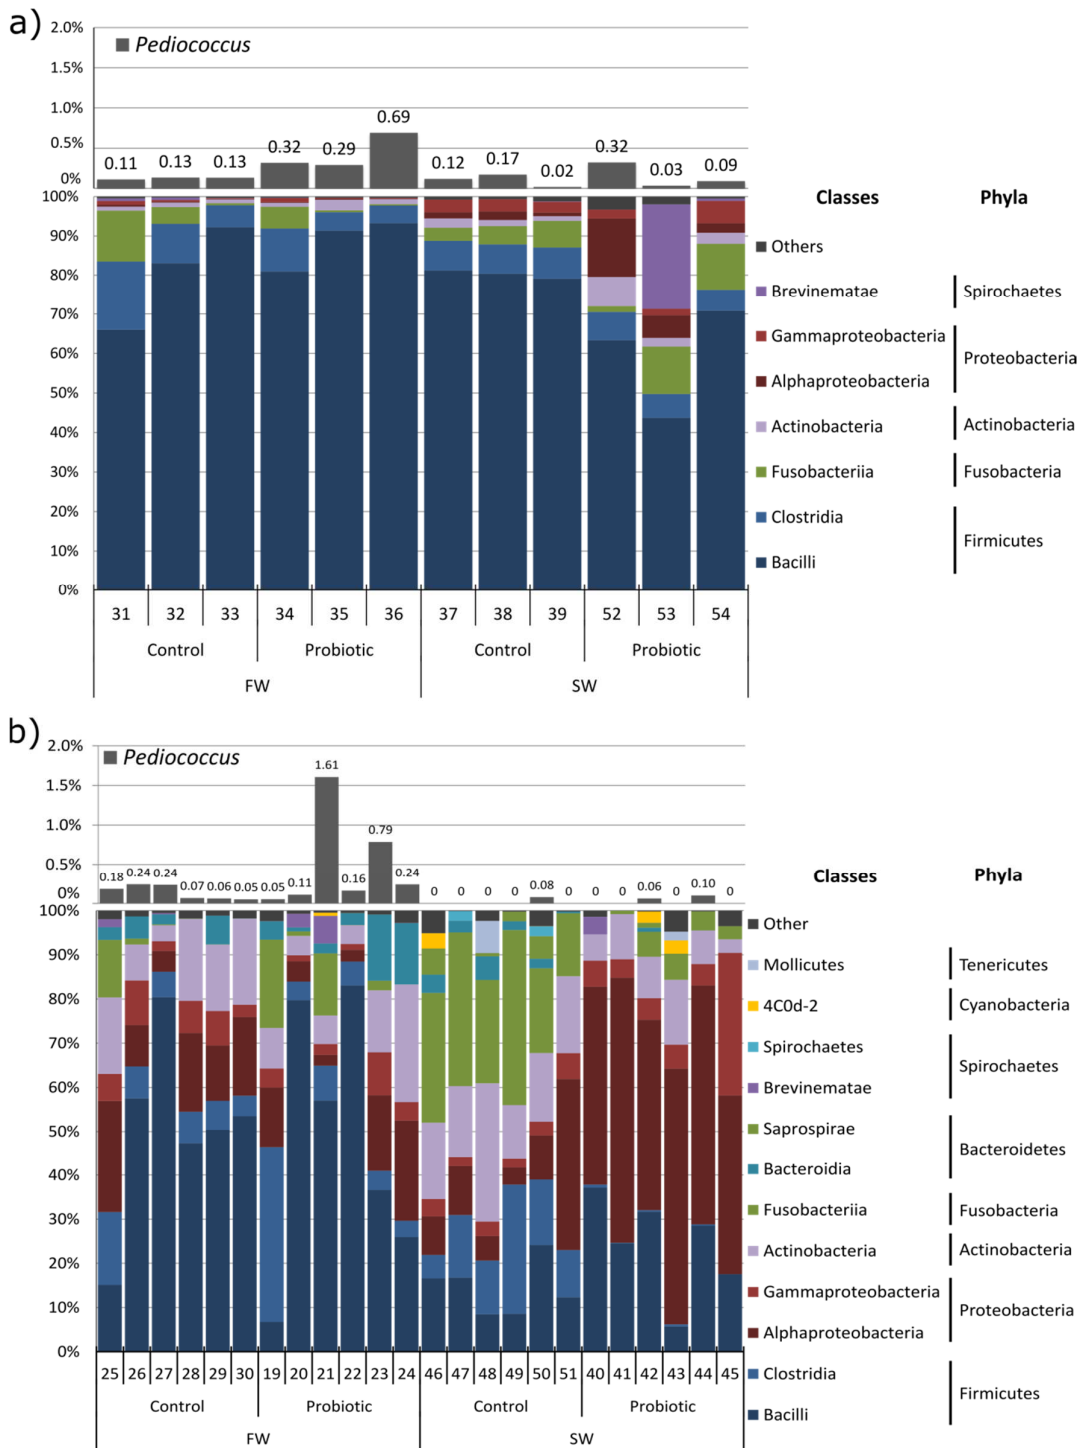 a)
2.0%
Pediococcus
1.5%
1.0%
0.5%
0%
0.11 0.13 0.13 0.32 0.29 0.69 0.12 0.17 0.02 0.32 0.03 0.09
100%
90%
80%
70%
60%
50%
40%
30%
20%
10%
0%
31 32 33 34 35 36 37 38 39 52 53 54
Control Probiotic Control Probiotic
FW SW
Classes Phyla
Others
Brevinematae Spirochaetes
Gammaproteobacteria
Proteobacteria
Alphaproteobacteria
Actinobacteria Actinobacteria
Fusobacteriia Fusobacteria
Clostridia
Firmicutes
Bacilli
b)
2.0%
Pediococcus
1.5%
1.0%
0.5%
0%
0.18 0.24 0.24 0.07 0.06 0.05 0.05 0.11 1.61 0.16 0.79 0.24 0 0 0 0 0.08 0 0 0 0.06 0 0.10 0
100%
90%
80%
70%
60%
50%
40%
30%
20%
10%
0%
25 26 27 28 29 30 19 20 21 22 23 24 46 47 48 49 50 51 40 41 42 43 44 45
Control Probiotic Control Probiotic
FW SW
Classes Phyla
Other
Mollicutes Tenericutes
4C0d-2 Cyanobacteria
Spirochaetes
Spirochaetes
Brevinematae
Saprospirae
Bacteroidetes
Bacteroidia
Fusobacteriia Fusobacteria
Actinobacteria Actinobacteria
Gammaproteobacteria
Proteobacteria
Alphaproteobacteria
Clostridia
Firmicutes
Bacilli